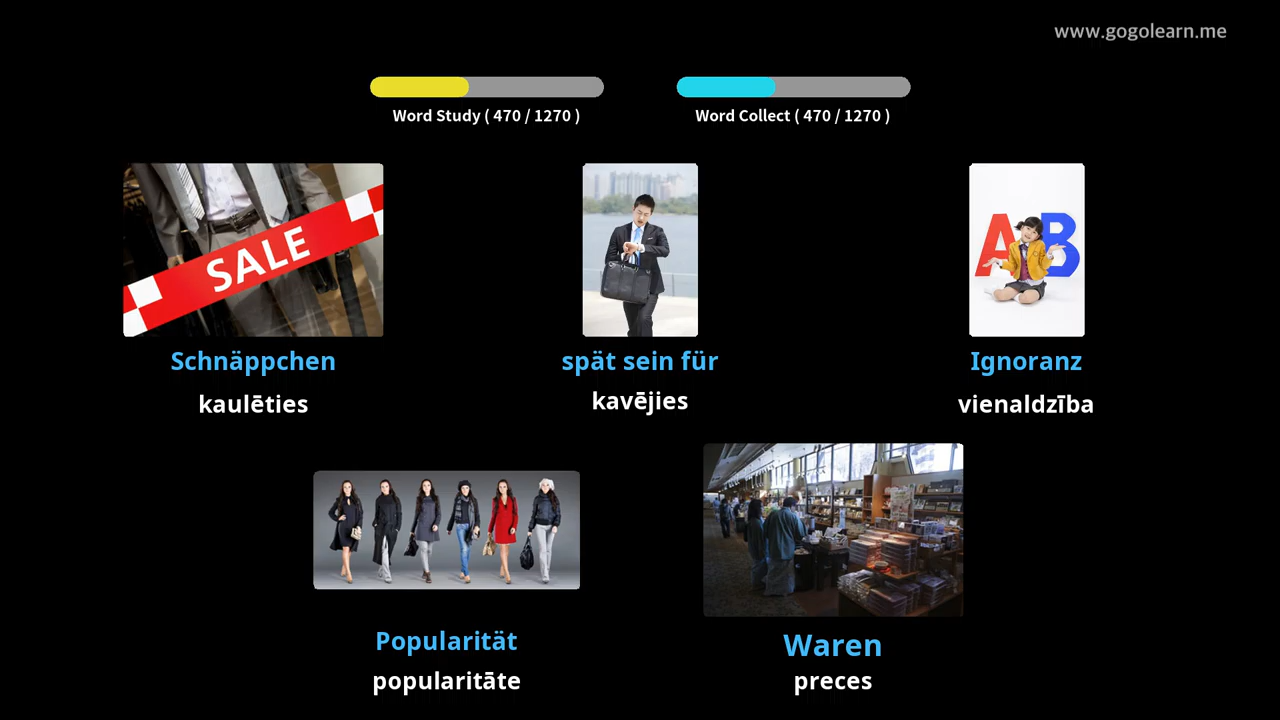 www.gogolearn.me
Word Study ( 470 / 1270 )
Word Collect ( 470 / 1270 )
SALE
A B
Schnäppchen
kaulēties
spät sein für
kavējies
Ignoranz
vienaldzība
Popularität
popularitāte
Waren
preces